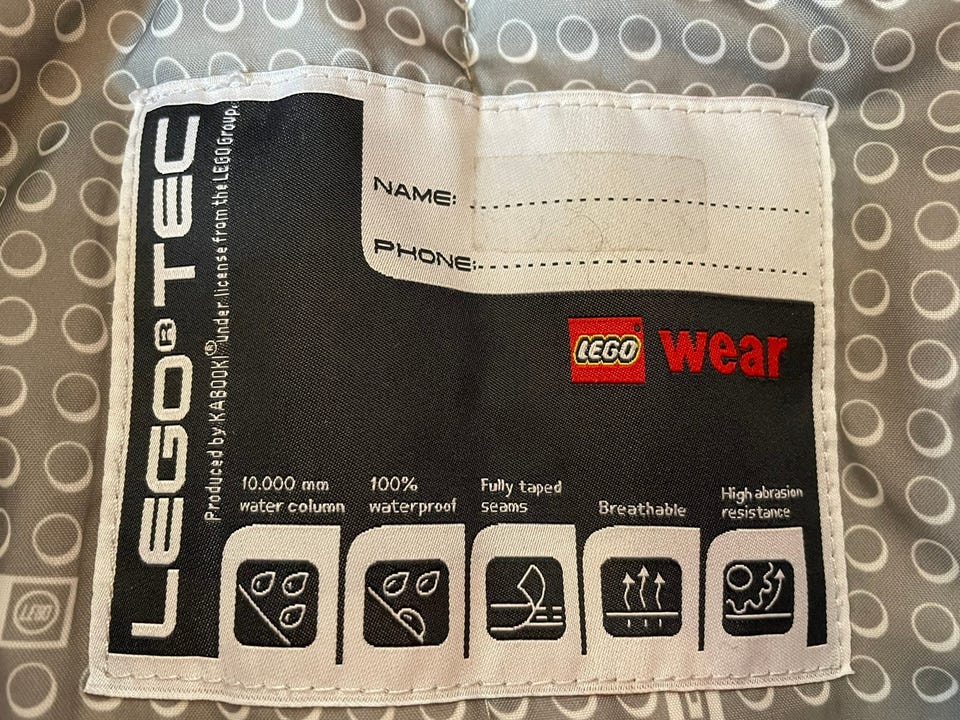 LEGO® TEC
Produced by KABOOKI® under license from the LEGO Group.
NAME:
PHONE:
LEGO® wear
10.000 mm
water column
100%
waterproof
Fully taped
seams
Breathable
High abrasion
resistance
LEGO